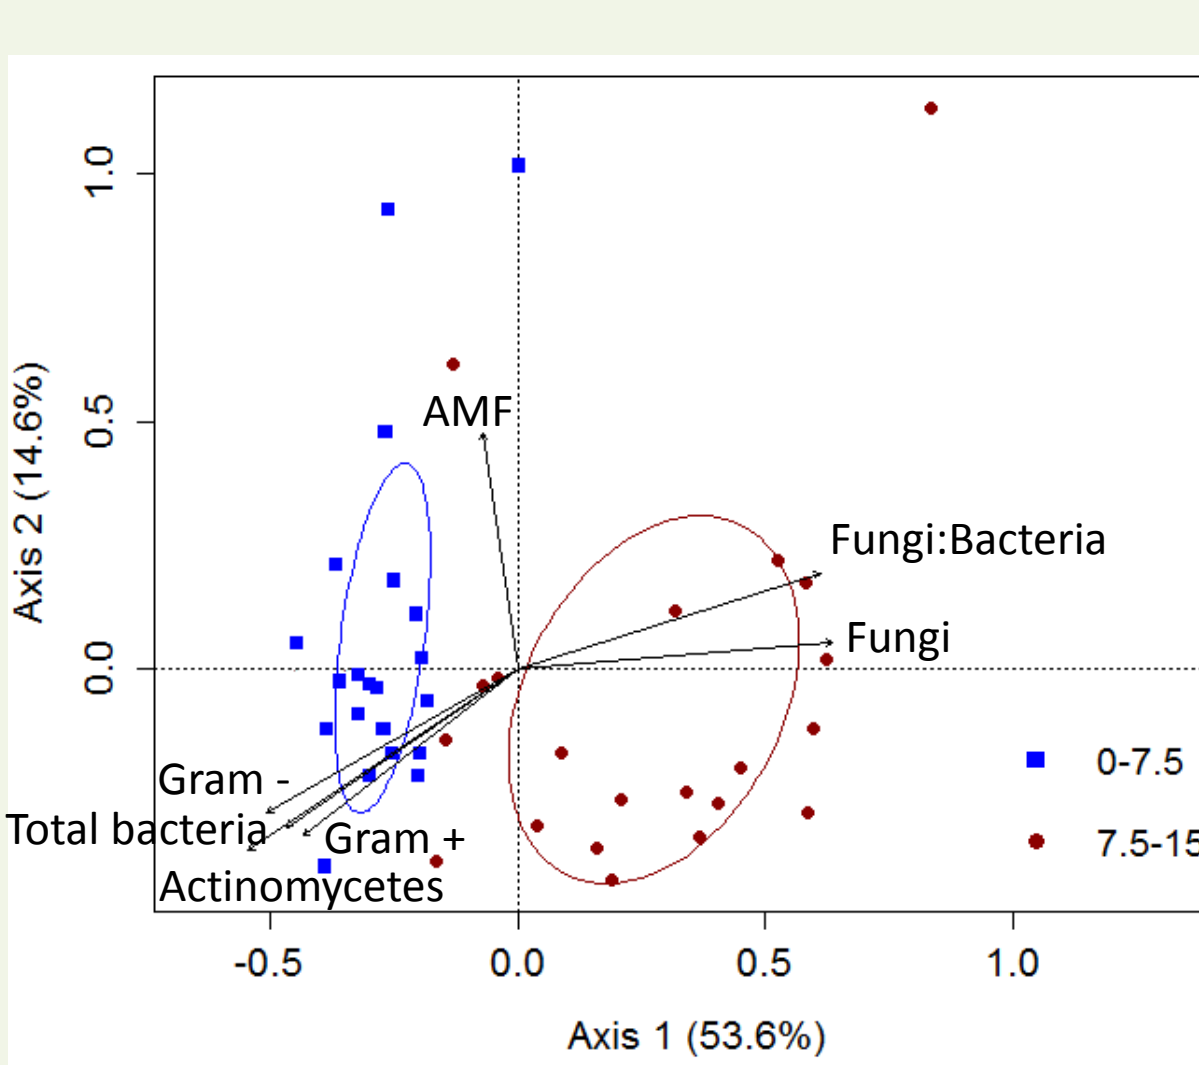 1.0
0.5
0.0
Axis 2 (14.6%)
AMF
Fungi:Bacteria
Fungi
Gram -
Total bacteria
Gram +
Actinomycetes
0-7.5
7.5-15
-0.5
0.0
0.5
1.0
Axis 1 (53.6%)